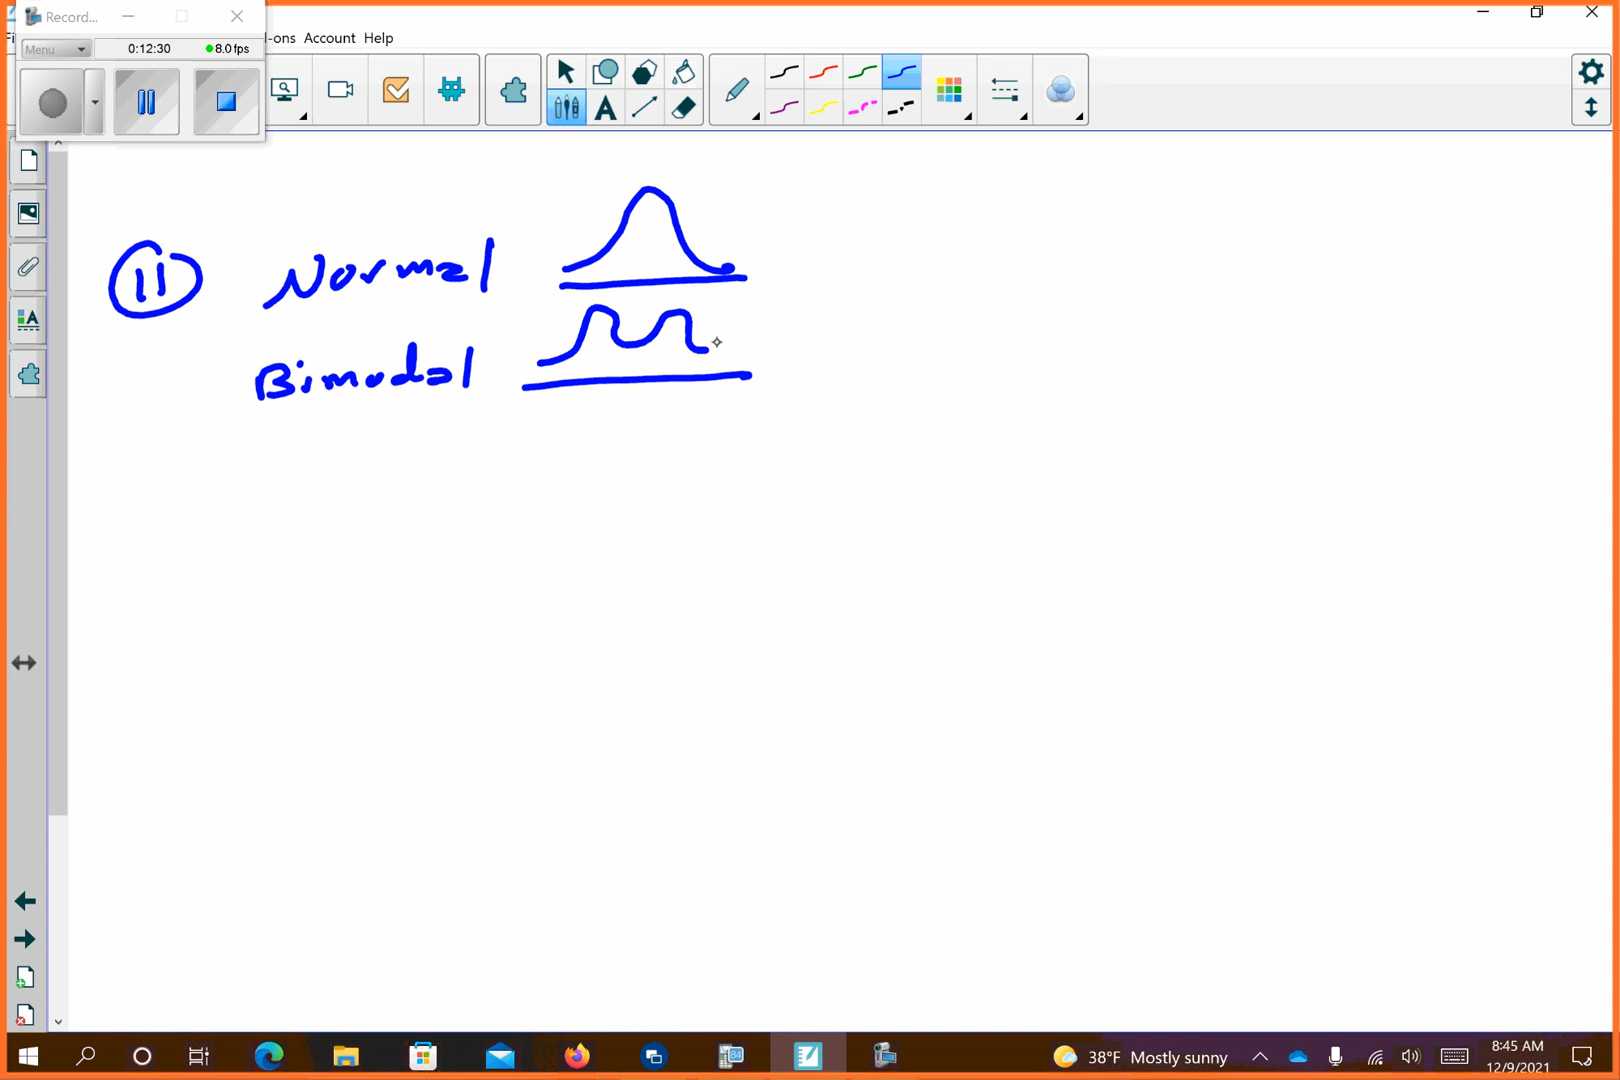 Record...
Menu 0:12:30 8.0 fps
-ons Account Help
11 Normal
Bimodal
38°F Mostly sunny
8:45 AM
12/9/2021